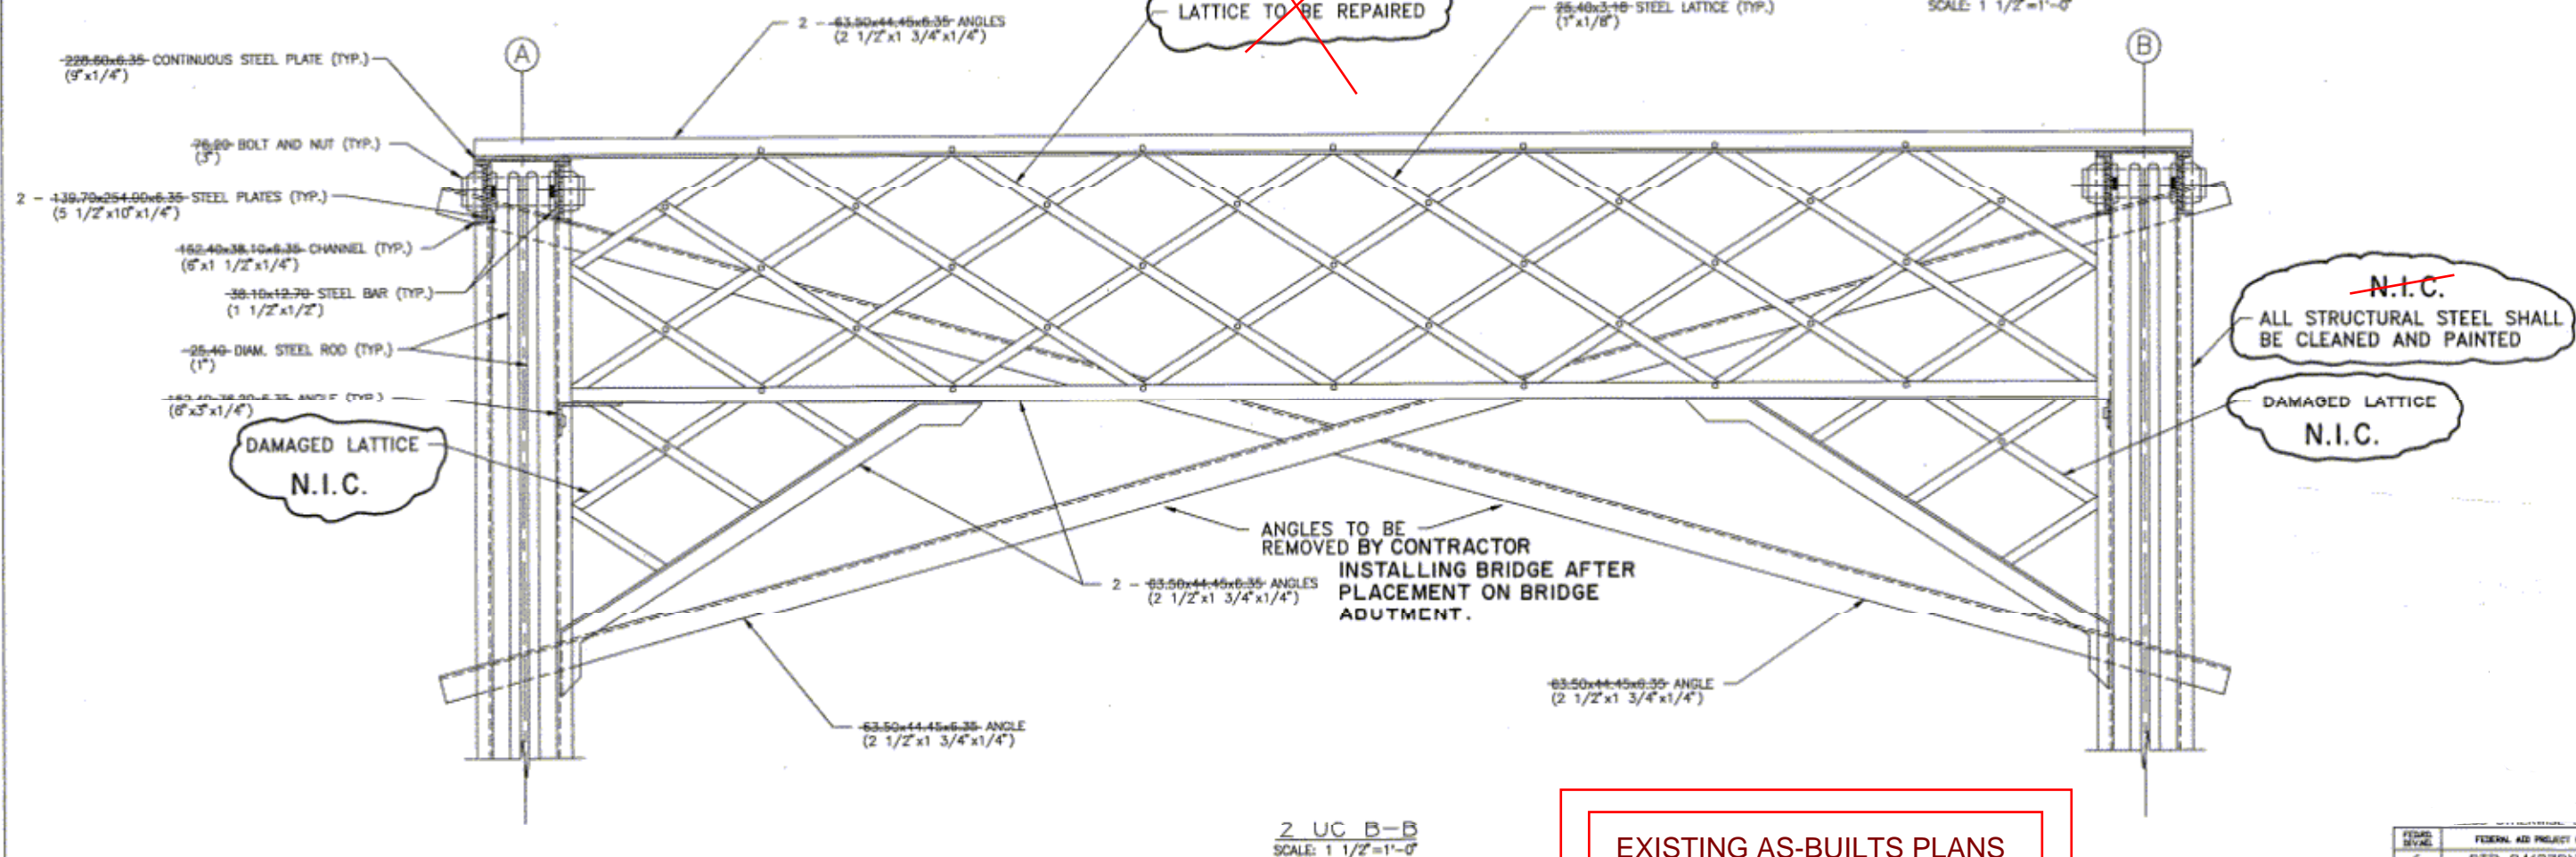 2 - 63.50x44.45x6.35 ANGLES
(2 1/2"x1 3/4"x1/4")
LATTICE TO BE REPAIRED
25.40x3.18 STEEL LATTICE (TYP.)
(1"x1/8")
SCALE: 1 1/2"=1'-0"
A
B
228.60x6.35 CONTINUOUS STEEL PLATE (TYP.)
(9"x1/4")
76.20 BOLT AND NUT (TYP.)
(3")
2 - 139.70x254.00x6.35 STEEL PLATES (TYP.)
(5 1/2"x10"x1/4")
152.40x38.10x6.35 CHANNEL (TYP.)
(6"x1 1/2"x1/4")
38.10x12.70 STEEL BAR (TYP.)
(1 1/2"x1/2")
25.40 DIAM. STEEL ROD (TYP.)
(1")
152.40x76.20x6.35 ANGLE (TYP.)
(6"x3"x1/4")
DAMAGED LATTICE
N.I.C.
N.I.C.
ALL STRUCTURAL STEEL SHALL
BE CLEANED AND PAINTED
DAMAGED LATTICE
N.I.C.
ANGLES TO BE
REMOVED BY CONTRACTOR
INSTALLING BRIDGE AFTER
PLACEMENT ON BRIDGE
ADUTMENT.
2 - 63.50x44.45x6.35 ANGLES
(2 1/2"x1 3/4"x1/4")
63.50x44.45x6.35 ANGLE
(2 1/2"x1 3/4"x1/4")
63.50x44.45x6.35 ANGLE
(2 1/2"x1 3/4"x1/4")
2 UC B-B
SCALE: 1 1/2"=1'-0"
EXISTING AS-BUILTS PLANS
FEDERAL AID PROJECT